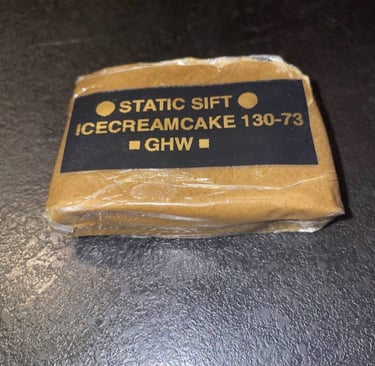 ● STATIC SIFT ●
ICECREAMCAKE 130-73
■ GHW ■